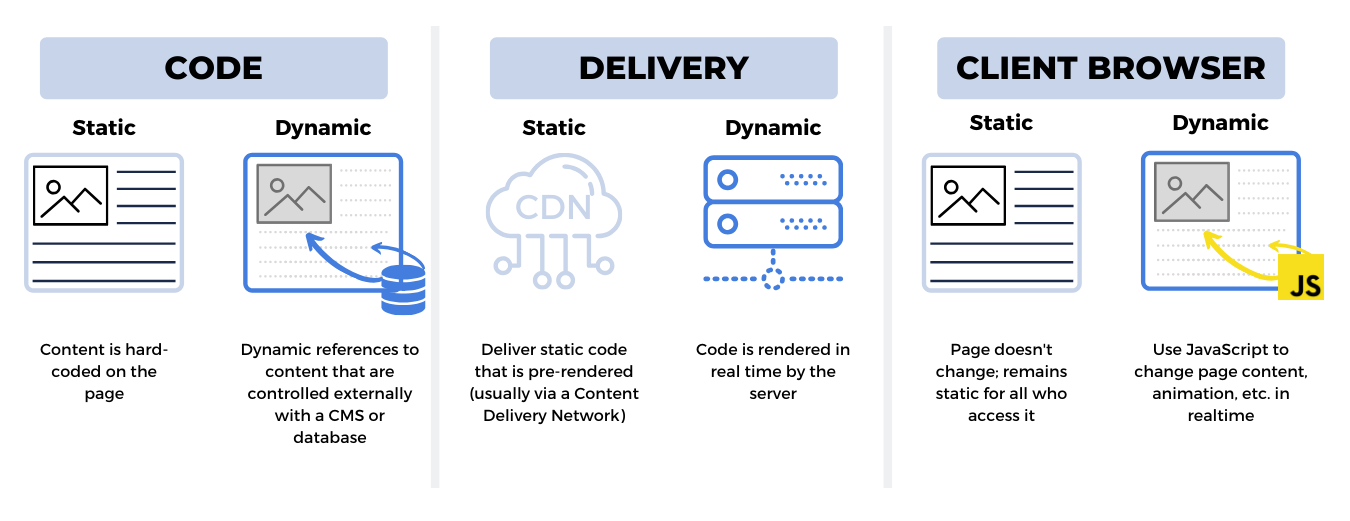 CODE
Static
Content is hard-
coded on the
page
Dynamic
Dynamic references to
content that are
controlled externally
with a CMS or
database
DELIVERY
Static
CDN
Deliver static code
that is pre-rendered
(usually via a Content
Delivery Network)
Dynamic
Code is rendered in
real time by the
server
CLIENT BROWSER
Static
Page doesn't
change; remains
static for all who
access it
Dynamic
JS
Use JavaScript to
change page content,
animation, etc. in
realtime